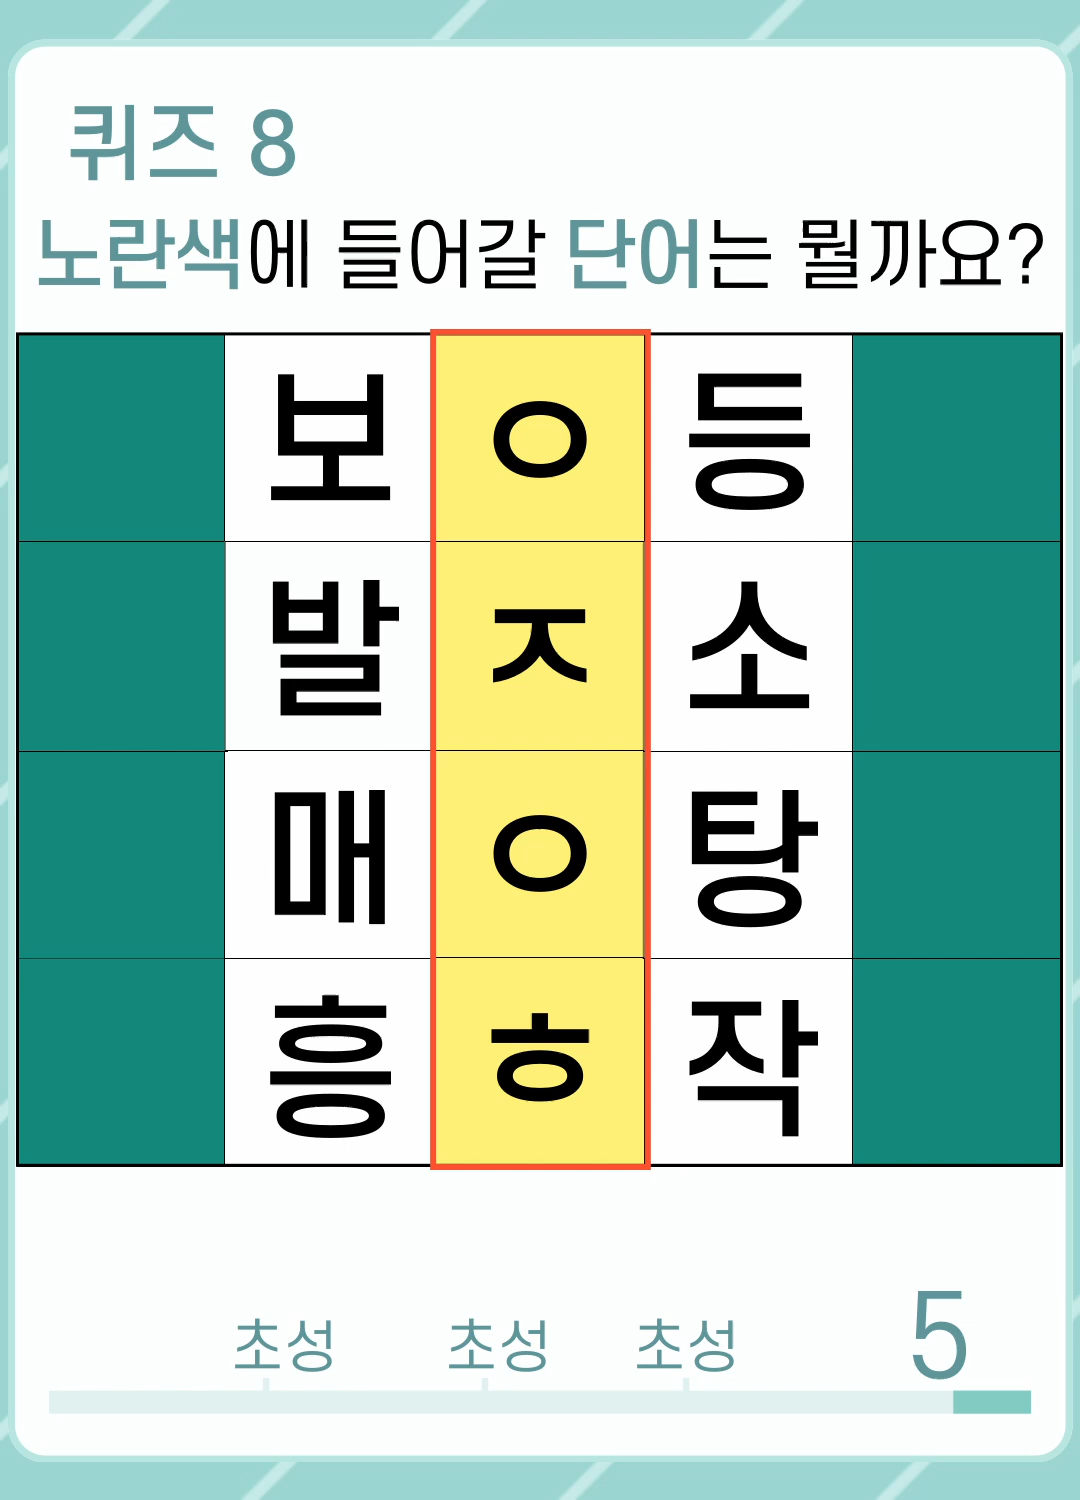 퀴즈 8
노란색에 들어갈 단어는 뭘까요?
보 ㅇ 등
발 ㅈ 소
매 ㅇ 탕
흥 ㅎ 작
초성 초성 초성 5